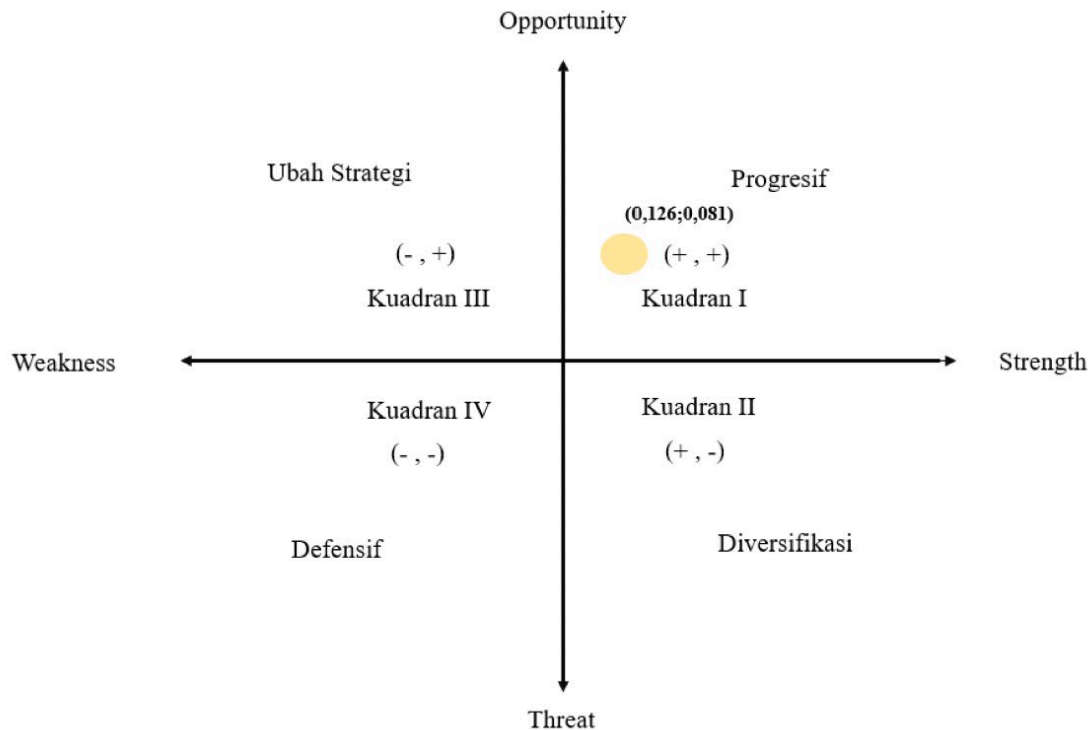 Opportunity
Ubah Strategi
Progresif
(0,126;0,081)
(- , +)
(+ , +)
Kuadran III
Kuadran I
Weakness
Strength
Kuadran IV
Kuadran II
(- , -)
(+ , -)
Defensif
Diversifikasi
Threat